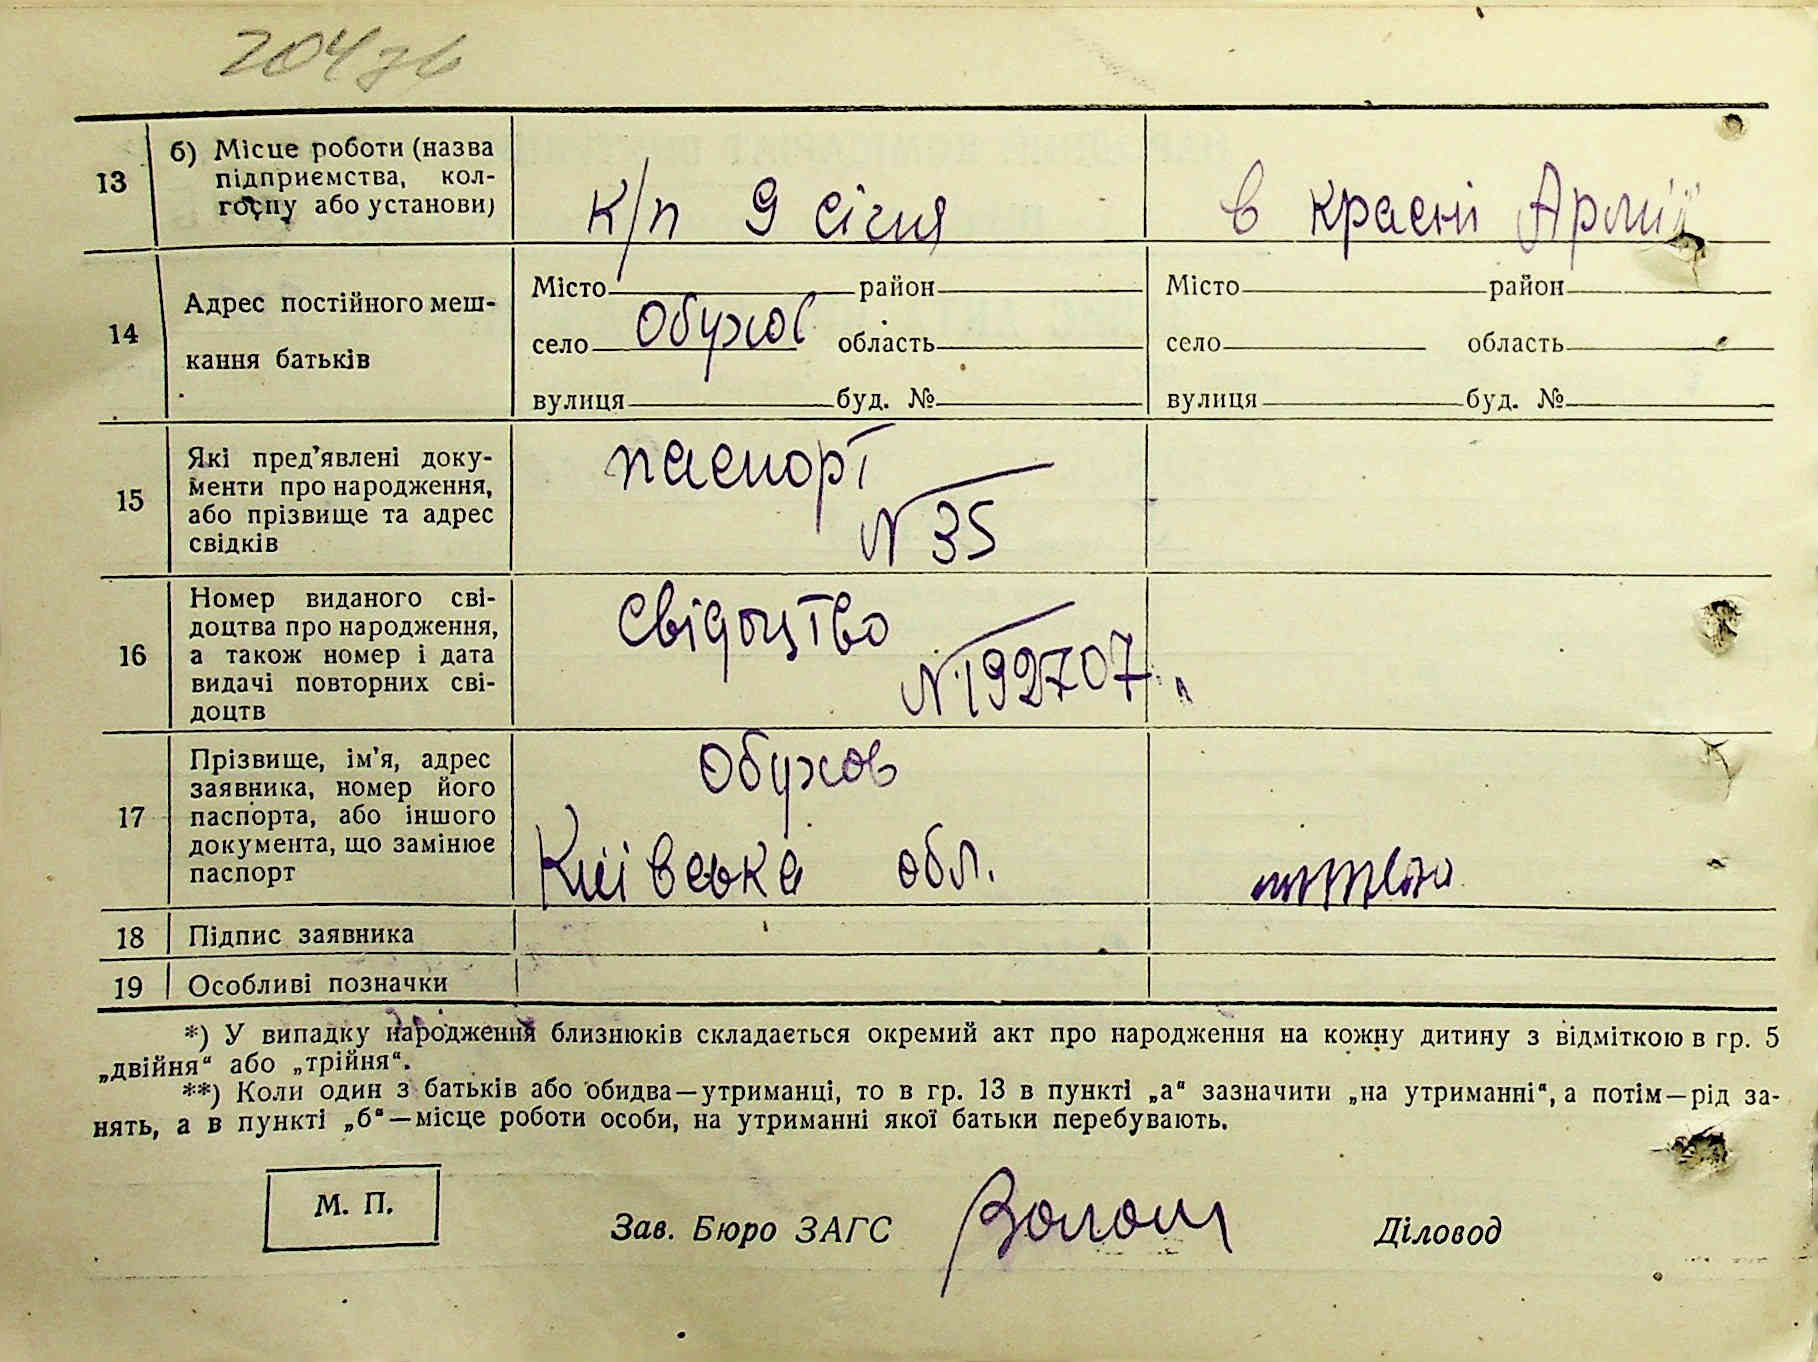 204 зв
13
б) Місце роботи (назва
підприємства, кол-
госпу або установи)
к/п 9 січня
в красні Армії
14
Адрес постійного меш-
кання батьків
Місто район
село Обухов область
вулиця буд. №
Місто район
село область
вулиця буд. №
15
Які пред'явлені доку-
менти про народження,
або прізвище та адрес
свідків
паспорт
N 35
16
Номер виданого сві-
доцтва про народження,
а також номер і дата
видачі повторних сві-
доцтв
свідоцтво
N 192707
17
Прізвище, ім'я, адрес
заявника, номер його
паспорта, або іншого
документа, що замінює
паспорт
Обухов
Київська обл.
18 Підпис заявника
19 Особливі позначки
*) У випадку народження близнюків складається окремий акт про народження на кожну дитину з відміткою в гр. 5
„двійня“ або „трійня“.
**) Коли один з батьків або обидва—утриманці, то в гр. 13 в пункті „а“ зазначити „на утриманні“, а потім—рід за-
нять, а в пункті „б“—місце роботи особи, на утриманні якої батьки перебувають.
М. П.
Зав. Бюро ЗАГС
Діловод